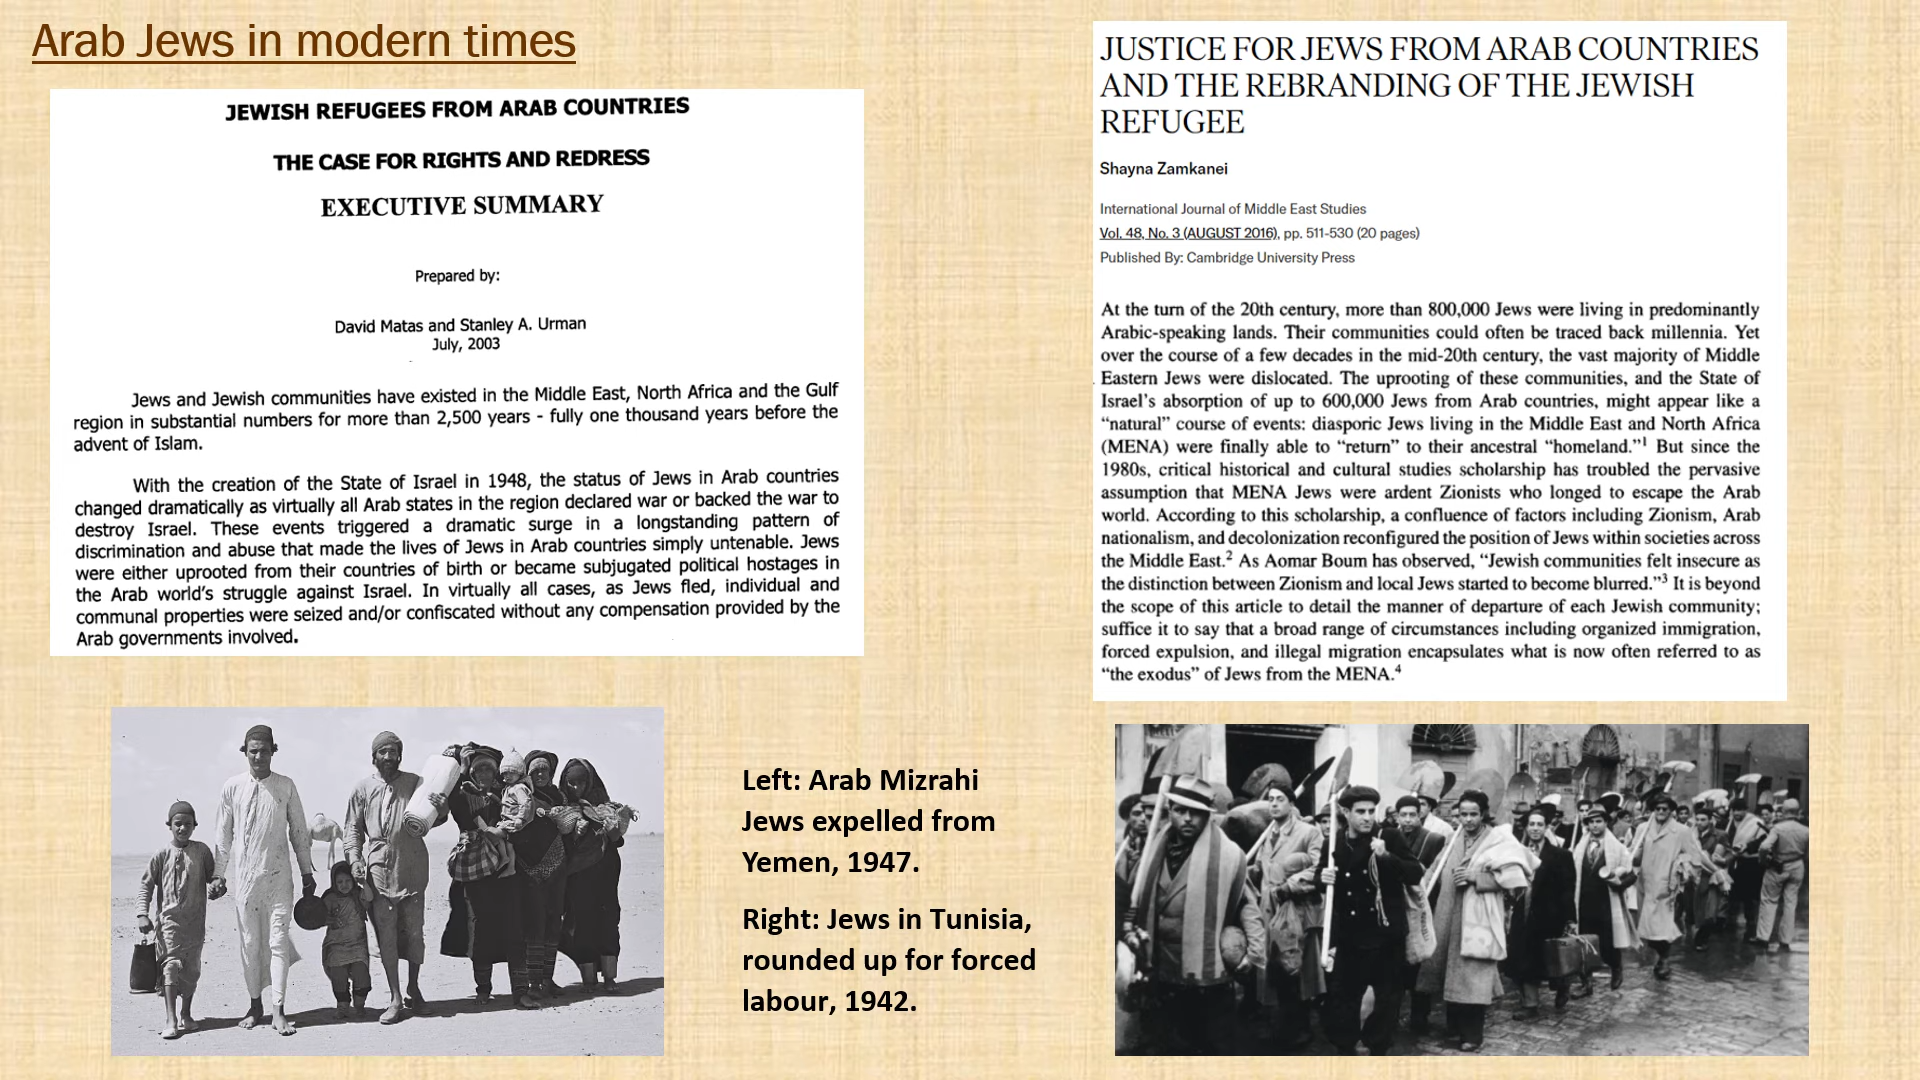 Arab Jews in modern times
JEWISH REFUGEES FROM ARAB COUNTRIES
THE CASE FOR RIGHTS AND REDRESS
EXECUTIVE SUMMARY
Prepared by:
David Matas and Stanley A. Urman
July, 2003
Jews and Jewish communities have existed in the Middle East, North Africa and the Gulf
region in substantial numbers for more than 2,500 years - fully one thousand years before the
advent of Islam.
With the creation of the State of Israel in 1948, the status of Jews in Arab countries
changed dramatically as virtually all Arab states in the region declared war or backed the war to
destroy Israel. These events triggered a dramatic surge in a longstanding pattern of
discrimination and abuse that made the lives of Jews in Arab countries simply untenable. Jews
were either uprooted from their countries of birth or became subjugated political hostages in
the Arab world's struggle against Israel. In virtually all cases, as Jews fled, individual and
communal properties were seized and/or confiscated without any compensation provided by the
Arab governments involved.
JUSTICE FOR JEWS FROM ARAB COUNTRIES
AND THE REBRANDING OF THE JEWISH
REFUGEE
Shayna Zamkanei
International Journal of Middle East Studies
Vol. 48, No. 3 (AUGUST 2016), pp. 511-530 (20 pages)
Published By: Cambridge University Press
At the turn of the 20th century, more than 800,000 Jews were living in predominantly
Arabic-speaking lands. Their communities could often be traced back millennia. Yet
over the course of a few decades in the mid-20th century, the vast majority of Middle
Eastern Jews were dislocated. The uprooting of these communities, and the State of
Israel's absorption of up to 600,000 Jews from Arab countries, might appear like a
“natural” course of events: diasporic Jews living in the Middle East and North Africa
(MENA) were finally able to “return” to their ancestral “homeland.”¹ But since the
1980s, critical historical and cultural studies scholarship has troubled the pervasive
assumption that MENA Jews were ardent Zionists who longed to escape the Arab
world. According to this scholarship, a confluence of factors including Zionism, Arab
nationalism, and decolonization reconfigured the position of Jews within societies across
the Middle East.² As Aomar Boum has observed, “Jewish communities felt insecure as
the distinction between Zionism and local Jews started to become blurred.”³ It is beyond
the scope of this article to detail the manner of departure of each Jewish community;
suffice it to say that a broad range of circumstances including organized immigration,
forced expulsion, and illegal migration encapsulates what is now often referred to as
“the exodus” of Jews from the MENA.⁴
Left: Arab Mizrahi
Jews expelled from
Yemen, 1947.
Right: Jews in Tunisia,
rounded up for forced
labour, 1942.